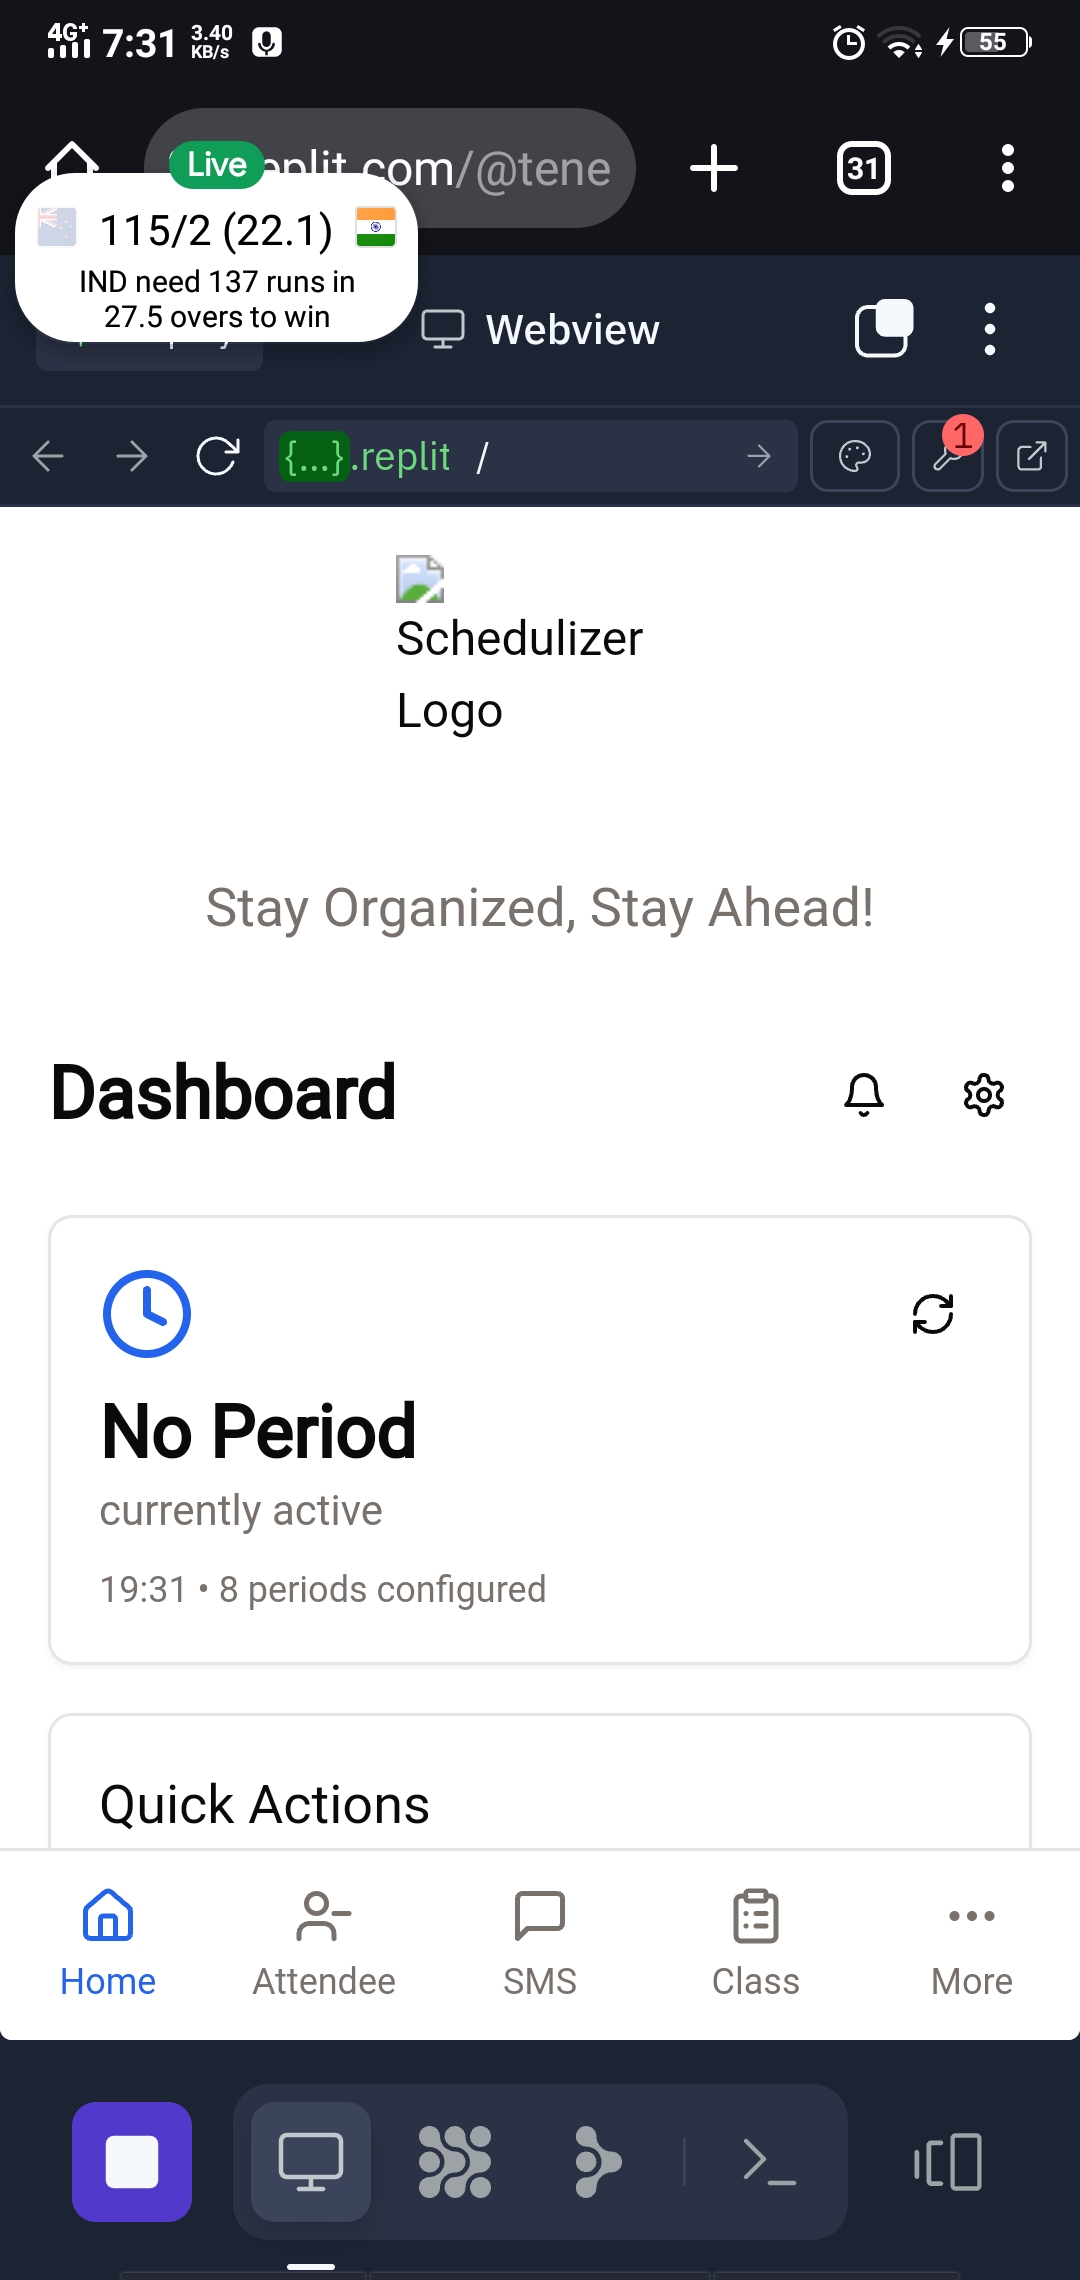 4G+ 7:31 3.40 KB/s 55
Live
replit.com/@tene 31
115/2 (22.1)
IND need 137 runs in
27.5 overs to win
Webview
{...}.replit / 1
Schedulizer
Logo
Stay Organized, Stay Ahead!
Dashboard
No Period
currently active
19:31 • 8 periods configured
Quick Actions
Home Attendee SMS Class More